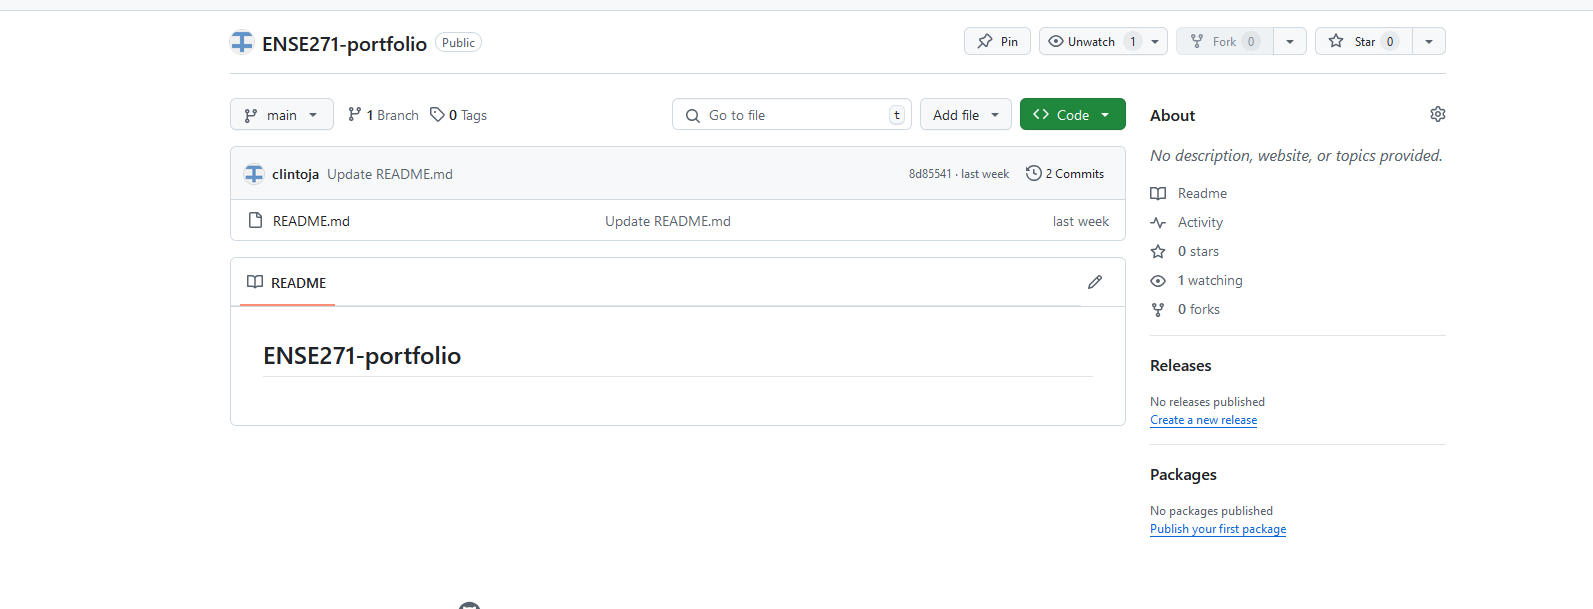 ENSE271-portfolio Public Pin Unwatch 1 Fork 0 Star 0
main 1 Branch 0 Tags Go to file t Add file Code
clintoja Update README.md 8d85541 · last week 2 Commits
README.md Update README.md last week
README
ENSE271-portfolio
About
No description, website, or topics provided.
Readme
Activity
0 stars
1 watching
0 forks
Releases
No releases published
Create a new release
Packages
No packages published
Publish your first package